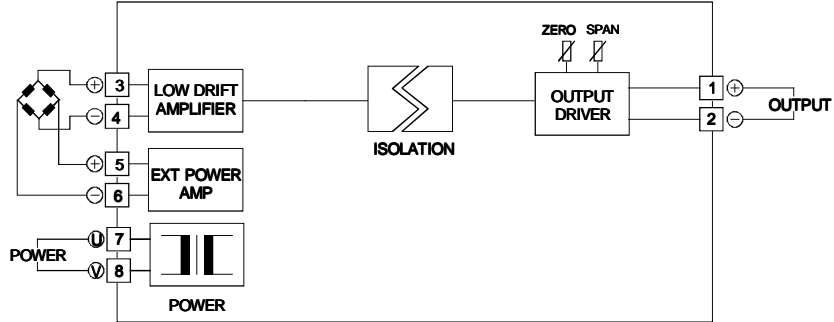 ZERO SPAN
+ 3
LOW DRIFT
AMPLIFIER
− 4
ISOLATION
OUTPUT
DRIVER
1 +
2 −
OUTPUT
+ 5
− 6
EXT POWER
AMP
POWER
U 7
V 8
POWER